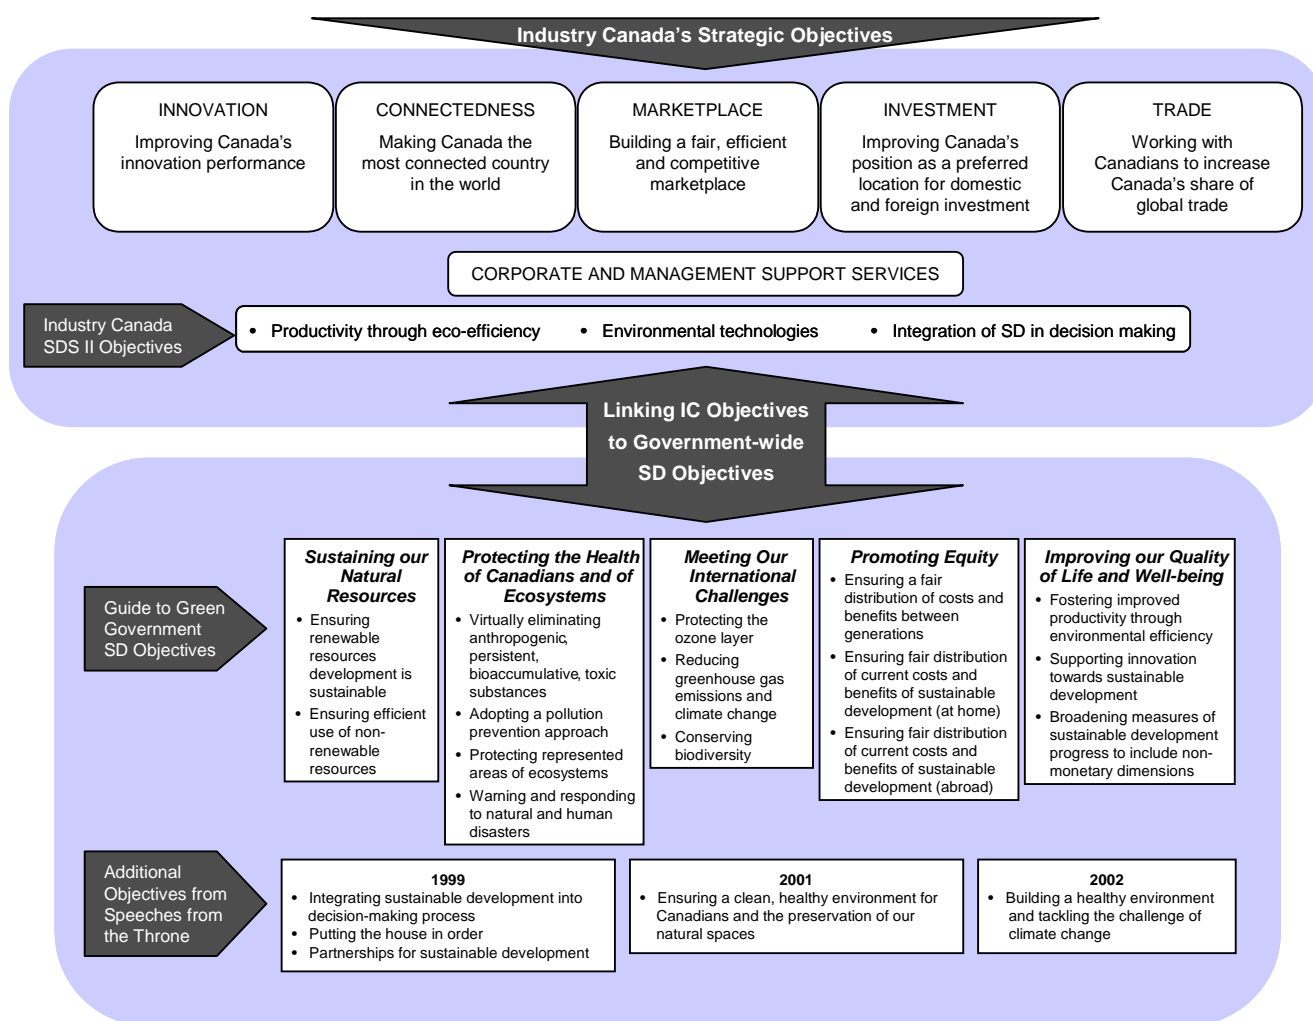 Industry Canada's Strategic Objectives
INNOVATION
Improving Canada's
innovation performance
CONNECTEDNESS
Making Canada the
most connected country
in the world
MARKETPLACE
Building a fair, efficient
and competitive
marketplace
INVESTMENT
Improving Canada's
position as a preferred
location for domestic
and foreign investment
TRADE
Working with
Canadians to increase
Canada's share of
global trade
CORPORATE AND MANAGEMENT SUPPORT SERVICES
Industry Canada
SDS II Objectives
• Productivity through eco-efficiency • Environmental technologies • Integration of SD in decision making
Linking IC Objectives
to Government-wide
SD Objectives
Guide to Green
Government
SD Objectives
Sustaining our
Natural
Resources
• Ensuring
renewable
resources
development is
sustainable
• Ensuring efficient
use of non-
renewable
resources
Protecting the Health
of Canadians and of
Ecosystems
• Virtually eliminating
anthropogenic,
persistent,
bioaccumulative, toxic
substances
• Adopting a pollution
prevention approach
• Protecting represented
areas of ecosystems
• Warning and responding
to natural and human
disasters
Meeting Our
International
Challenges
• Protecting the
ozone layer
• Reducing
greenhouse gas
emissions and
climate change
• Conserving
biodiversity
Promoting Equity
• Ensuring a fair
distribution of costs and
benefits between
generations
• Ensuring fair distribution
of current costs and
benefits of sustainable
development (at home)
• Ensuring fair distribution
of current costs and
benefits of sustainable
development (abroad)
Improving our Quality
of Life and Well-being
• Fostering improved
productivity through
environmental efficiency
• Supporting innovation
towards sustainable
development
• Broadening measures of
sustainable development
progress to include non-
monetary dimensions
Additional
Objectives from
Speeches from
the Throne
1999
• Integrating sustainable development into
decision-making process
• Putting the house in order
• Partnerships for sustainable development
2001
• Ensuring a clean, healthy environment for
Canadians and the preservation of our
natural spaces
2002
• Building a healthy environment
and tackling the challenge of
climate change